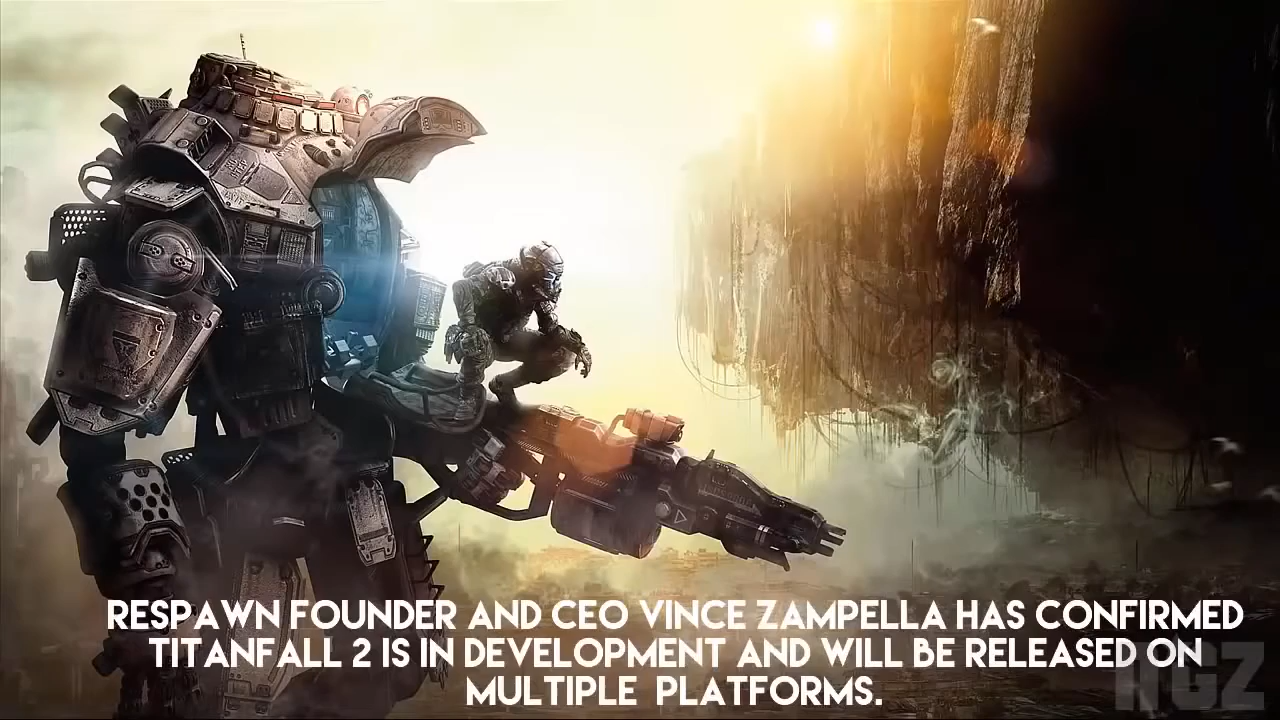 RESPAWN FOUNDER AND CEO VINCE ZAMPELLA HAS CONFIRMED
TITANFALL 2 IS IN DEVELOPMENT AND WILL BE RELEASED ON
MULTIPLE PLATFORMS.